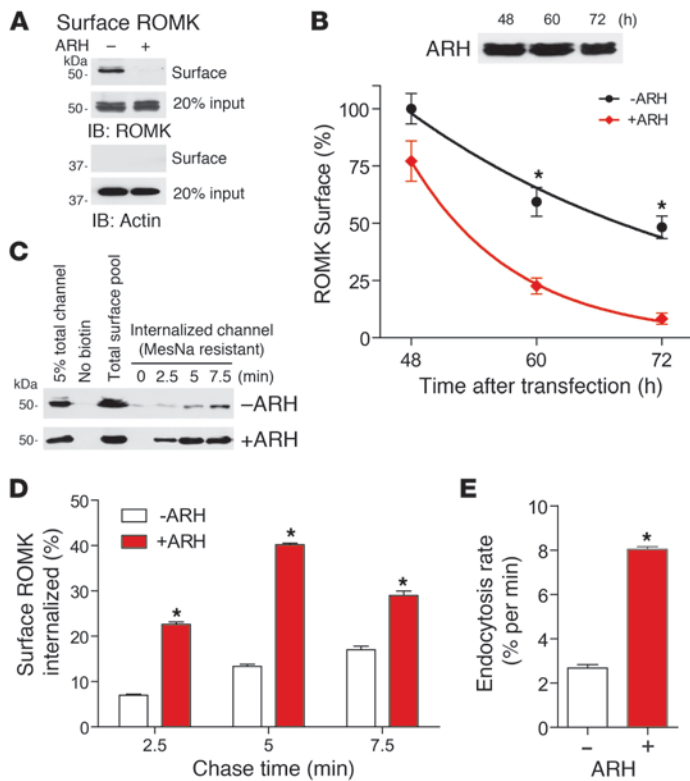 A
Surface ROMK
ARH – +
kDa
50- Surface
50- 20% input
IB: ROMK
37- Surface
37- 20% input
IB: Actin
B
48 60 72 (h)
ARH
ROMK Surface (%)
100
75
50
25
0
-ARH
+ARH
*
*
48 60 72
Time after transfection (h)
C
5% total channel
No biotin
Total surface pool
Internalized channel
(MesNa resistant)
0 2.5 5 7.5 (min)
kDa
50- –ARH
50- +ARH
D
Surface ROMK
internalized (%)
50
40
30
20
10
0
-ARH
+ARH
*
*
*
2.5 5 7.5
Chase time (min)
E
Endocytosis rate
(% per min)
10
8
6
4
2
0
*
– +
ARH